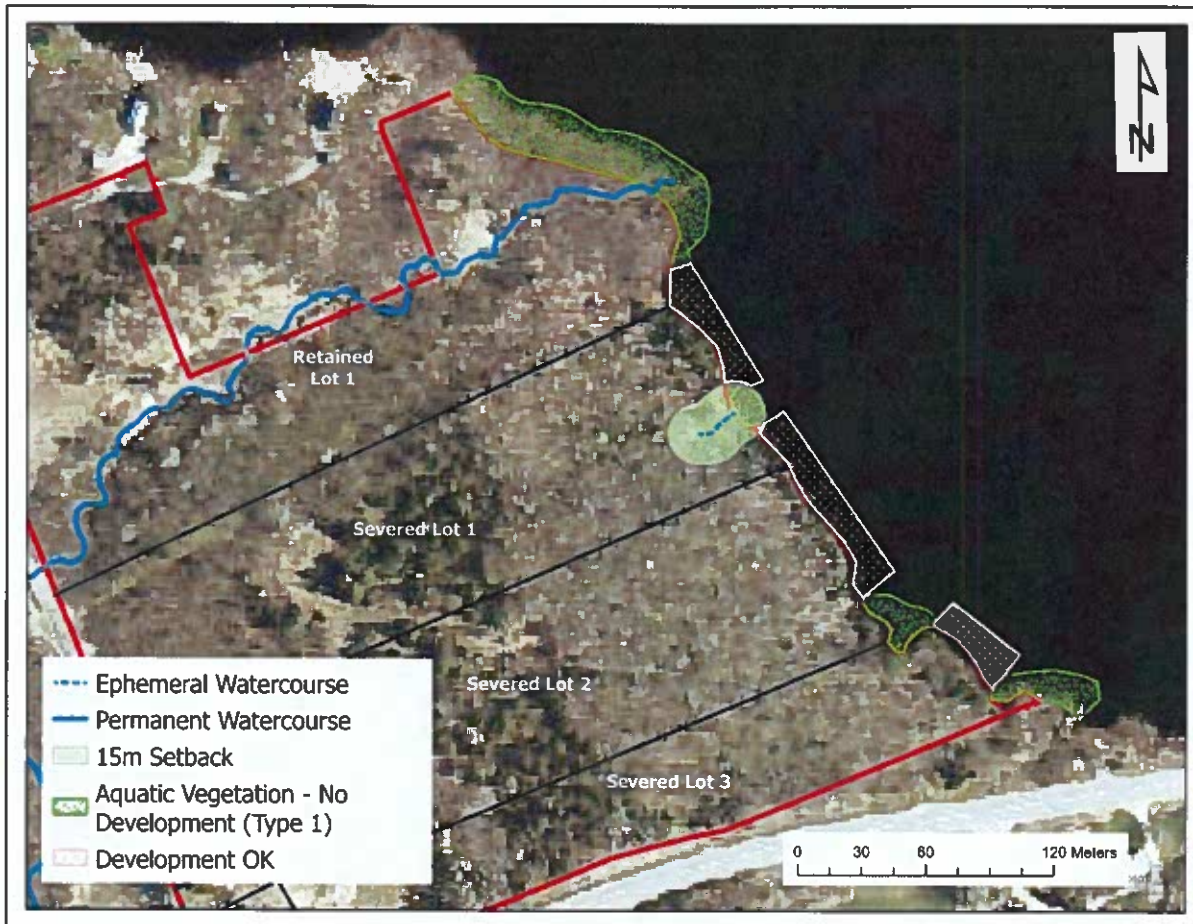 N
Retained
Lot 1
Severed Lot 1
Severed Lot 2
Severed Lot 3
Ephemeral Watercourse
Permanent Watercourse
15m Setback
Aquatic Vegetation - No
Development (Type 1)
Development OK
0 30 60 120 Meters